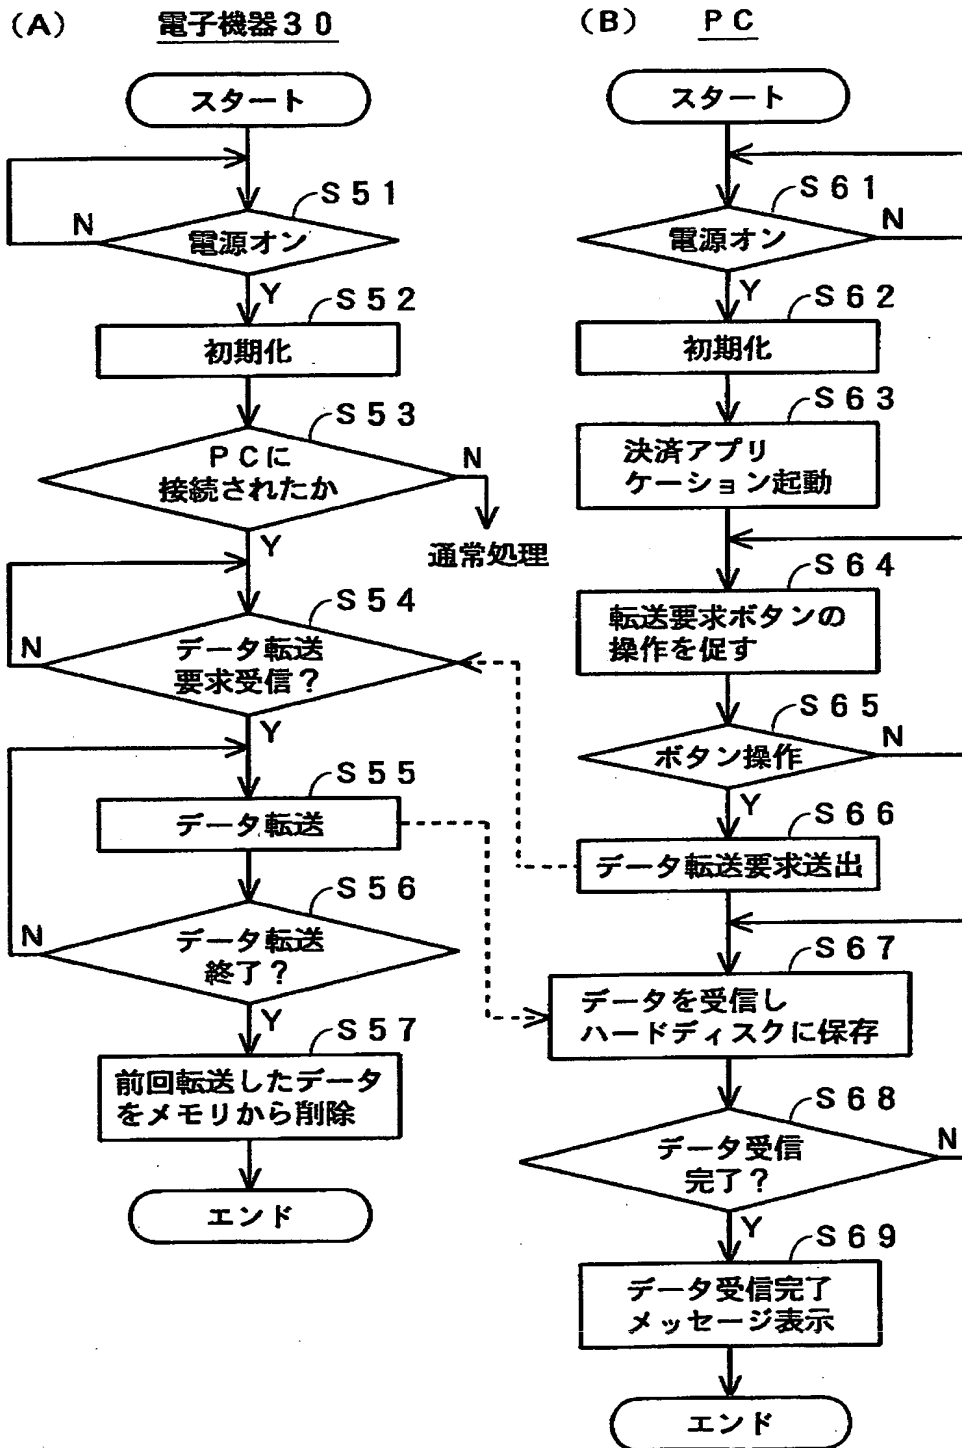 (A) 電子機器30
スタート
S51
電源オン
N
Y
S52
初期化
S53
PCに
接続されたか
N
通常処理
Y
S54
データ転送
要求受信?
N
Y
S55
データ転送
S56
データ転送
終了?
N
Y
S57
前回転送したデータ
をメモリから削除
エンド
(B) PC
スタート
S61
電源オン
N
Y
S62
初期化
S63
決済アプリ
ケーション起動
S64
転送要求ボタンの
操作を促す
S65
ボタン操作
N
Y
S66
データ転送要求送出
S67
データを受信し
ハードディスクに保存
S68
データ受信
完了?
N
Y
S69
データ受信完了
メッセージ表示
エンド